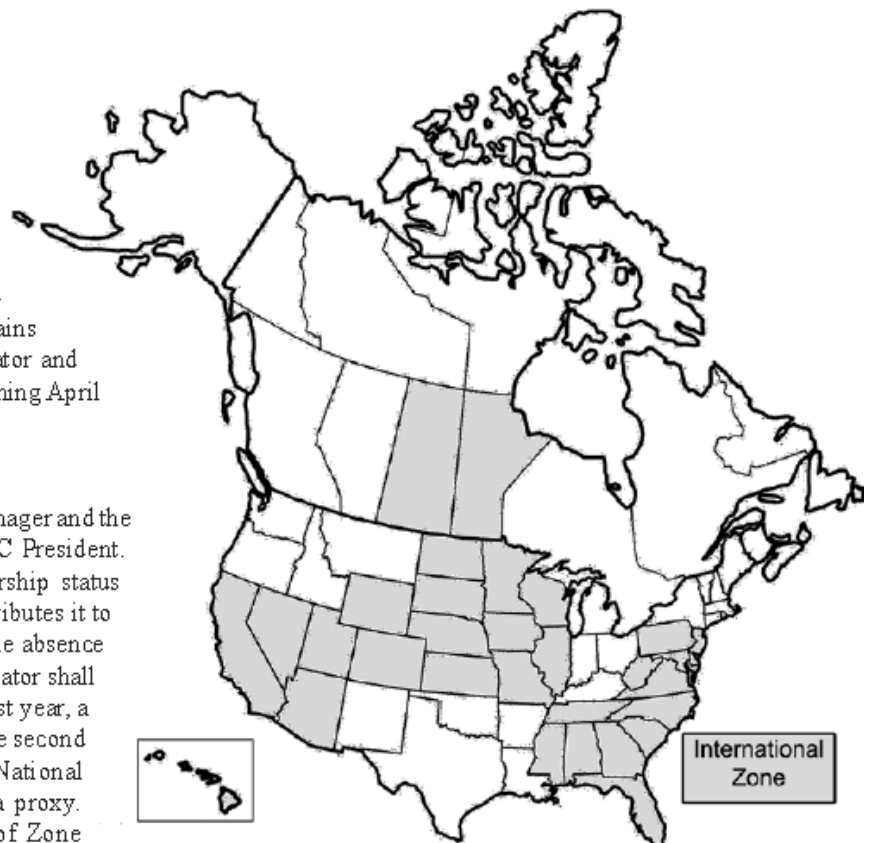 ains
ator and
ning April
nager and the
C President.
rship status
ributes it to
e absence
ator shall
st year, a
e second
National
a proxy.
of Zone
International
Zone